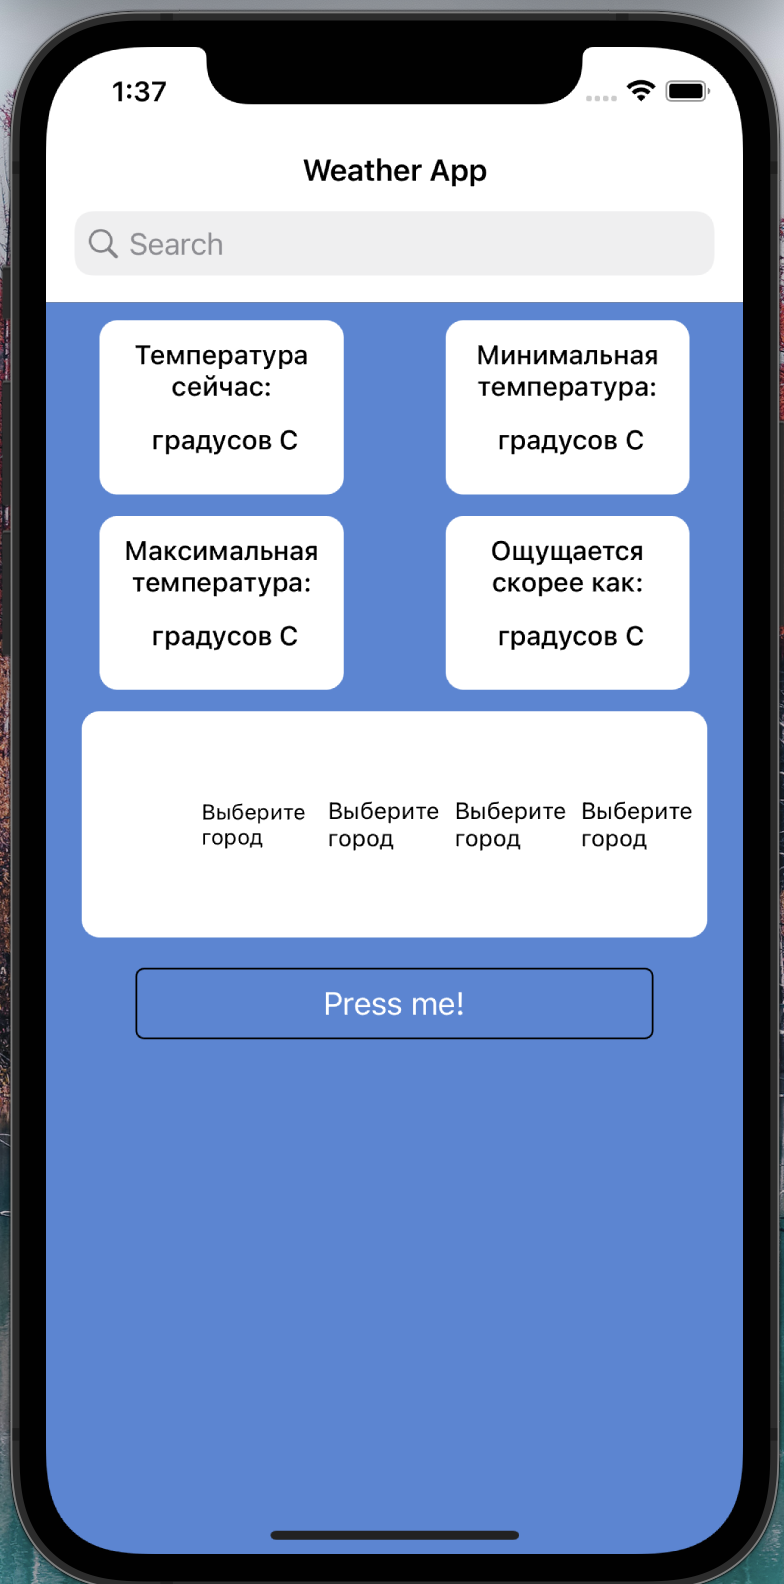 1:37
Weather App
Search
Температура
сейчас:
градусов С
Минимальная
температура:
градусов С
Максимальная
температура:
градусов С
Ощущается
скорее как:
градусов С
Выберите
город
Выберите
город
Выберите
город
Выберите
город
Press me!